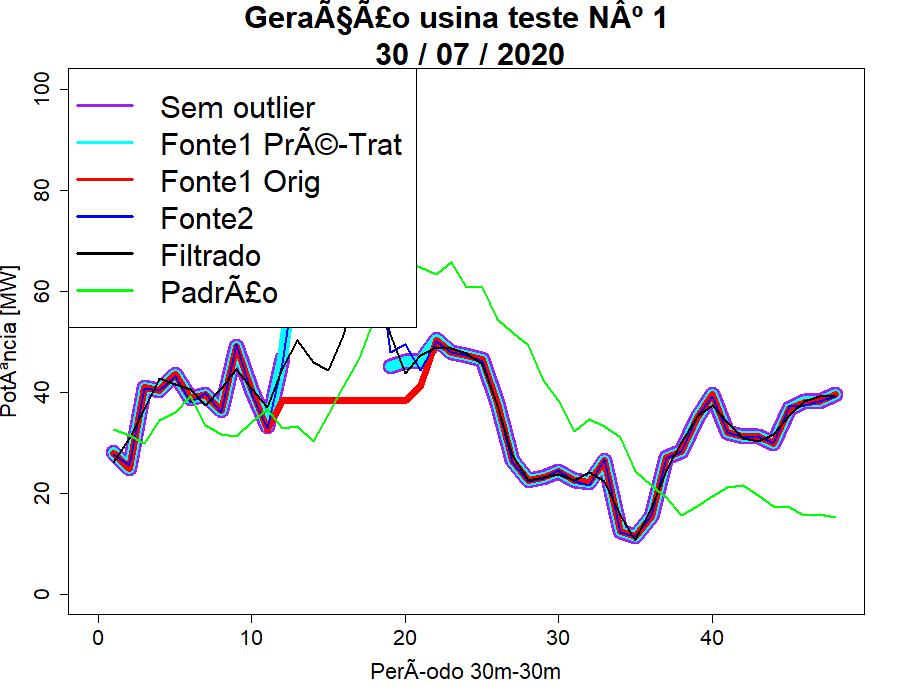 GeraÃ§Ã£o usina teste NÂº 1
30 / 07 / 2020
Sem outlier
Fonte1 PrÃ©-Trat
Fonte1 Orig
Fonte2
Filtrado
PadrÃ£o
PotÃªncia [MW]
100
80
60
40
20
0
0 10 20 30 40
PerÃ­odo 30m-30m